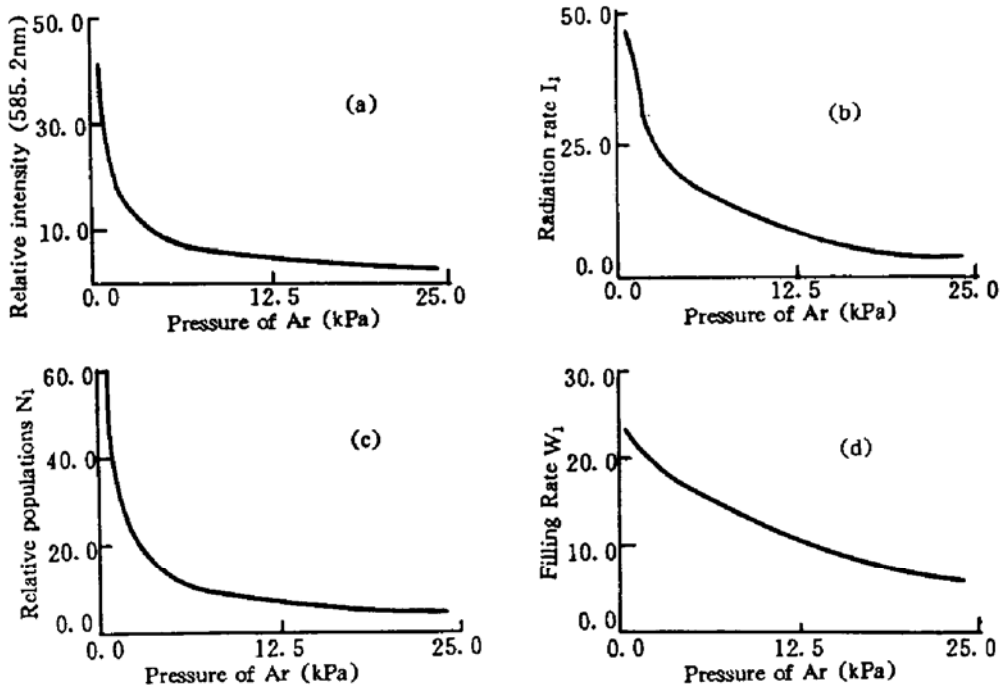 50.0
30.0
10.0
Relative intensity (585.2nm)
(a)
0.0 12.5 25.0
Pressure of Ar (kPa)
50.0
25.0
0.0
Radiation rate I₁
(b)
0.0 12.5 25.0
Pressure of Ar (kPa)
60.0
40.0
20.0
0.0
Relative populations N₁
(c)
0.0 12.5 25.0
Pressure of Ar (kPa)
30.0
20.0
10.0
0.0
Filling Rate W₁
(d)
0.0 12.5 25.0
Pressure of Ar (kPa)